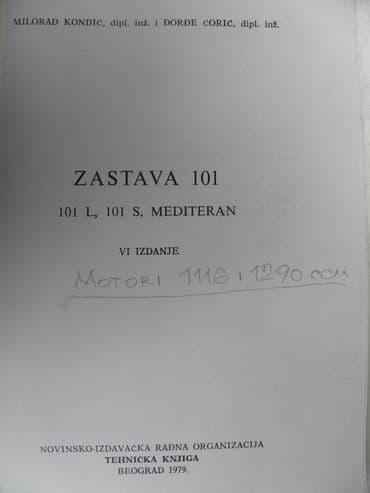 MILORAD KONDIĆ, dipl. inž. i ĐORĐE CORIĆ, dipl. inž.
ZASTAVA 101
101 L, 101 S, MEDITERAN
VI IZDANJE
MOTORI 1116 i 1290 ccm
NOVINSKO-IZDAVAČKA RADNA ORGANIZACIJA
TEHNIČKA KNJIGA
BEOGRAD 1979.